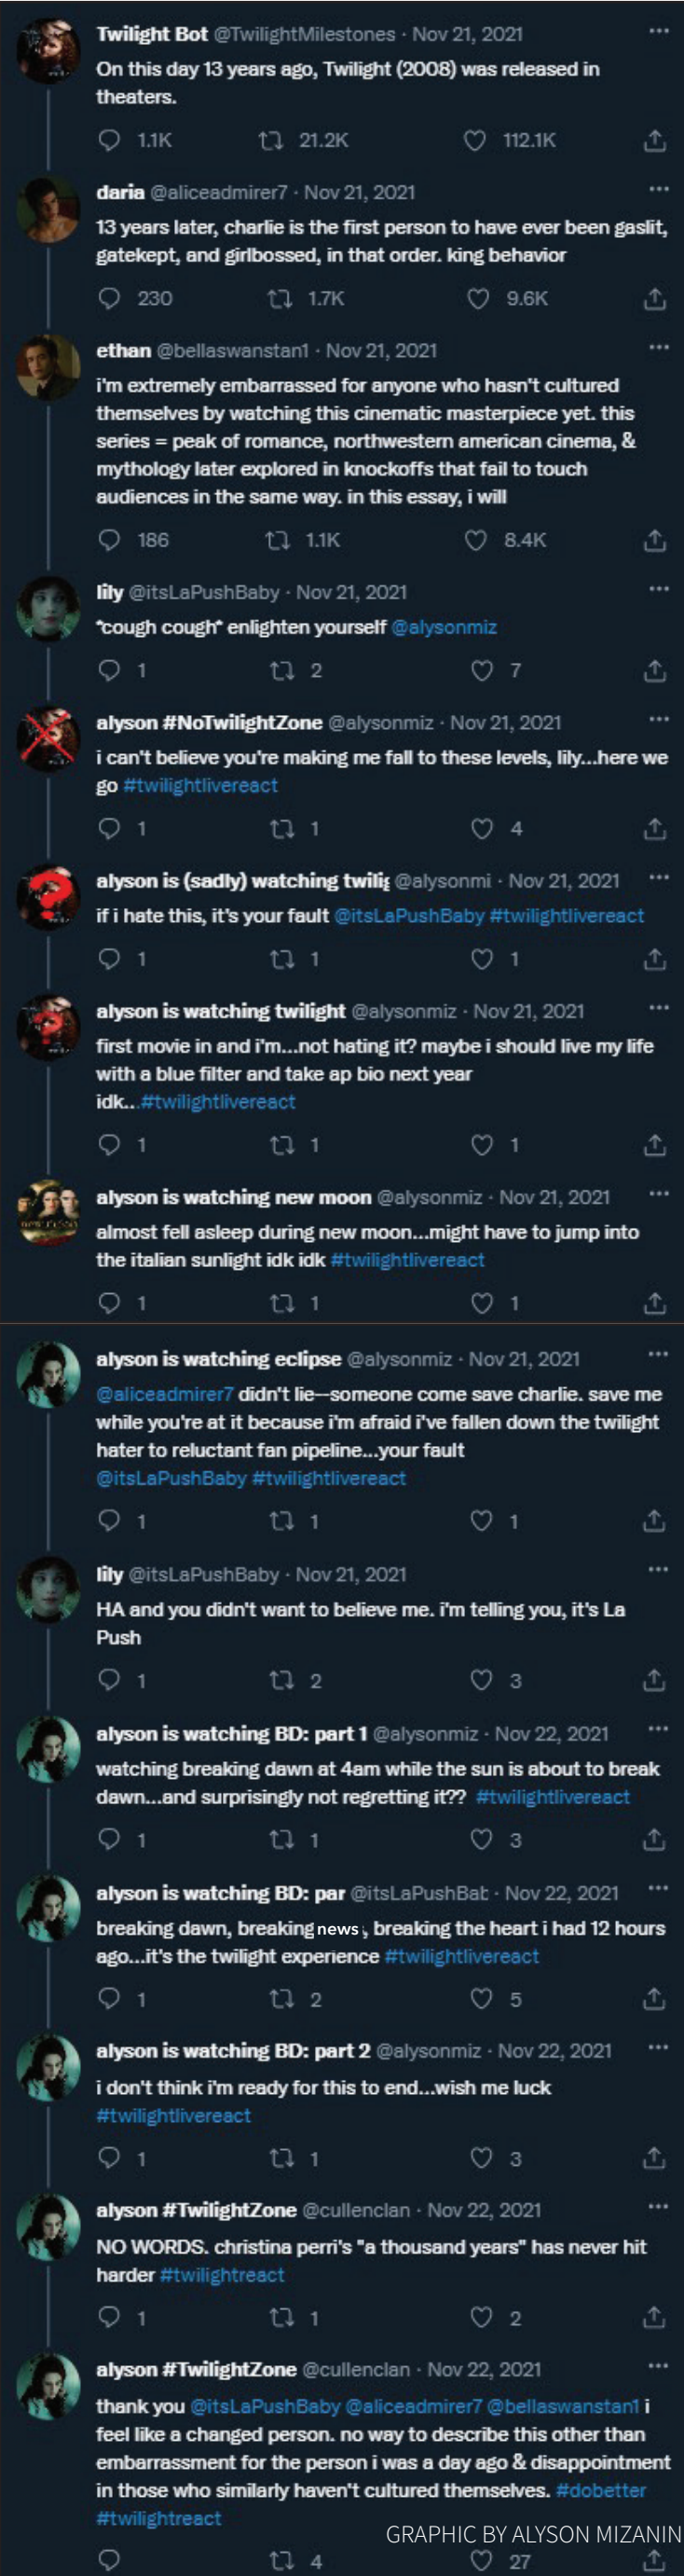 Twilight Bot @TwilightMilestones · Nov 21, 2021
On this day 13 years ago, Twilight (2008) was released in
theaters.
1.1K 21.2K 112.1K
daria @aliceadmirer7 · Nov 21, 2021
13 years later, charlie is the first person to have ever been gaslit,
gatekept, and girlbossed, in that order. king behavior
230 1.7K 9.6K
ethan @bellaswanstan1 · Nov 21, 2021
i'm extremely embarrassed for anyone who hasn't cultured
themselves by watching this cinematic masterpiece yet. this
series = peak of romance, northwestern american cinema, &
mythology later explored in knockoffs that fail to touch
audiences in the same way. in this essay, i will
186 1.1K 8.4K
lily @itsLaPushBaby · Nov 21, 2021
*cough cough* enlighten yourself @alysonmiz
1 2 7
alyson #NoTwilightZone @alysonmiz · Nov 21, 2021
i can't believe you're making me fall to these levels, lily...here we
go #twilightlivereact
1 1 4
alyson is (sadly) watching twilig @alysonmi · Nov 21, 2021
if i hate this, it's your fault @itsLaPushBaby #twilightlivereact
1 1 1
alyson is watching twilight @alysonmiz · Nov 21, 2021
first movie in and i'm...not hating it? maybe i should live my life
with a blue filter and take ap bio next year
idk...#twilightlivereact
1 1 1
alyson is watching new moon @alysonmiz · Nov 21, 2021
almost fell asleep during new moon...might have to jump into
the italian sunlight idk idk #twilightlivereact
1 1 1
alyson is watching eclipse @alysonmiz · Nov 21, 2021
@aliceadmirer7 didn't lie—someone come save charlie. save me
while you're at it because i'm afraid i've fallen down the twilight
hater to reluctant fan pipeline...your fault
@itsLaPushBaby #twilightlivereact
1 1 1
lily @itsLaPushBaby · Nov 21, 2021
HA and you didn't want to believe me. i'm telling you, it's La
Push
1 2 3
alyson is watching BD: part 1 @alysonmiz · Nov 22, 2021
watching breaking dawn at 4am while the sun is about to break
dawn...and surprisingly not regretting it?? #twilightlivereact
1 1 3
alyson is watching BD: par @itsLaPushBat · Nov 22, 2021
breaking dawn, breaking news, breaking the heart i had 12 hours
ago...it's the twilight experience #twilightlivereact
1 2 5
alyson is watching BD: part 2 @alysonmiz · Nov 22, 2021
i don't think i'm ready for this to end...wish me luck
#twilightlivereact
1 1 3
alyson #TwilightZone @cullenclan · Nov 22, 2021
NO WORDS. christina perri's "a thousand years" has never hit
harder #twilightreact
1 1 2
alyson #TwilightZone @cullenclan · Nov 22, 2021
thank you @itsLaPushBaby @aliceadmirer7 @bellaswanstan1 i
feel like a changed person. no way to describe this other than
embarrassment for the person i was a day ago & disappointment
in those who similarly haven't cultured themselves. #dobetter
#twilightreact
GRAPHIC BY ALYSON MIZANIN
4 27